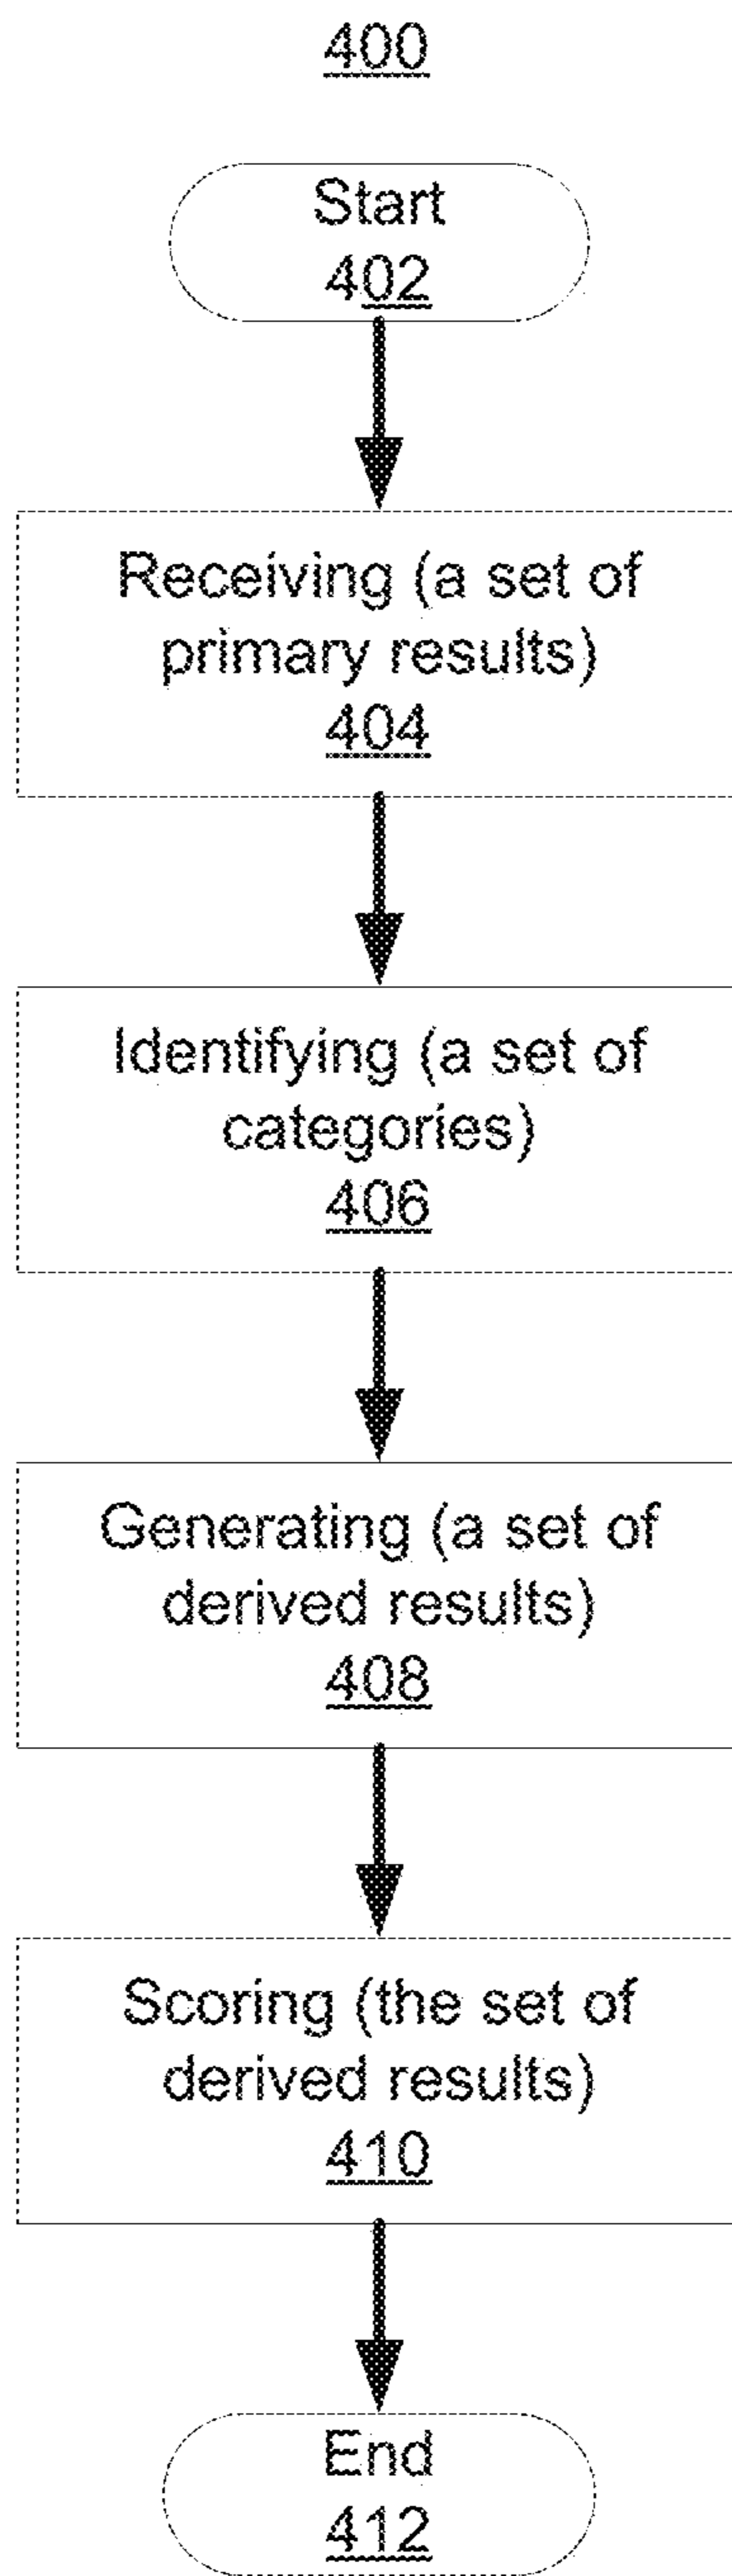 400
Start
402
Receiving (a set of
primary results)
404
Identifying (a set of
categories)
406
Generating (a set of
derived results)
408
Scoring (the set of
derived results)
410
End
412